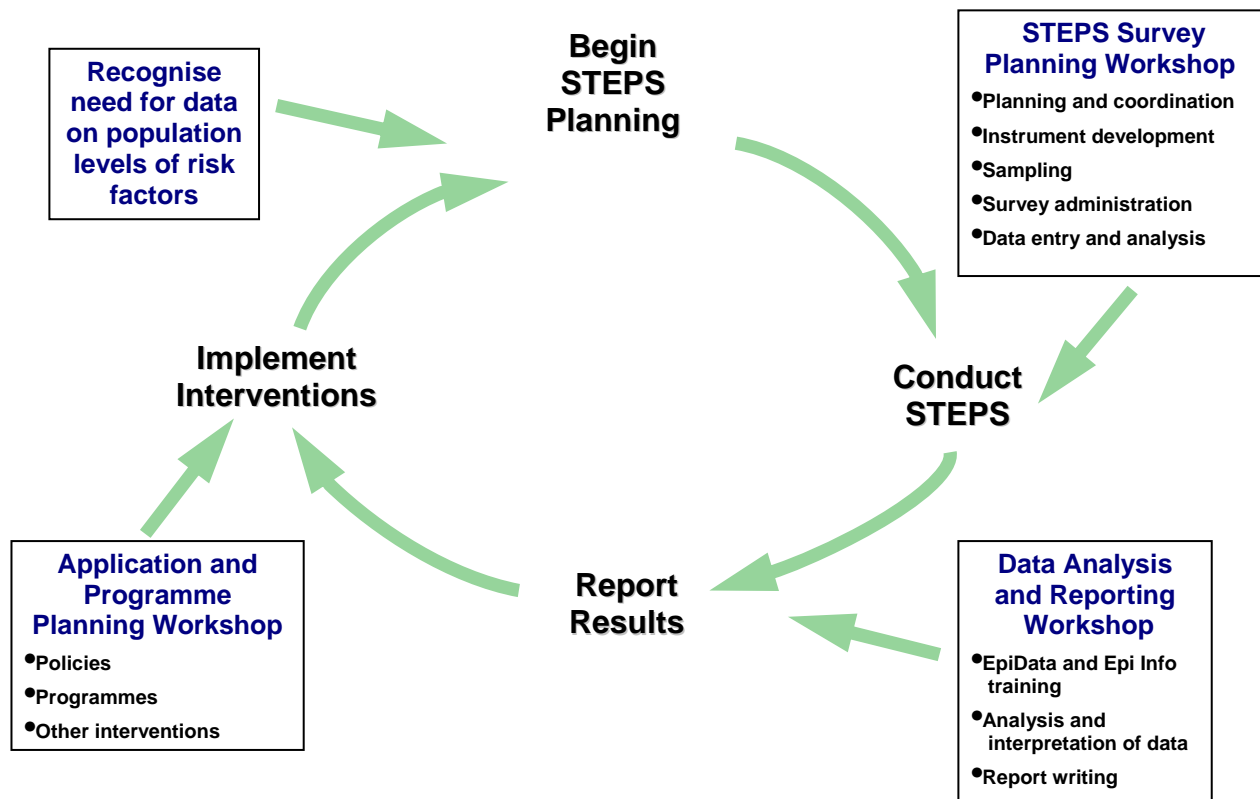 Begin
STEPS
Planning
Recognise
need for data
on population
levels of risk
factors
STEPS Survey
Planning Workshop
•Planning and coordination
•Instrument development
•Sampling
•Survey administration
•Data entry and analysis
Implement
Interventions
Conduct
STEPS
Application and
Programme
Planning Workshop
•Policies
•Programmes
•Other interventions
Report
Results
Data Analysis
and Reporting
Workshop
•EpiData and Epi Info
training
•Analysis and
interpretation of data
•Report writing